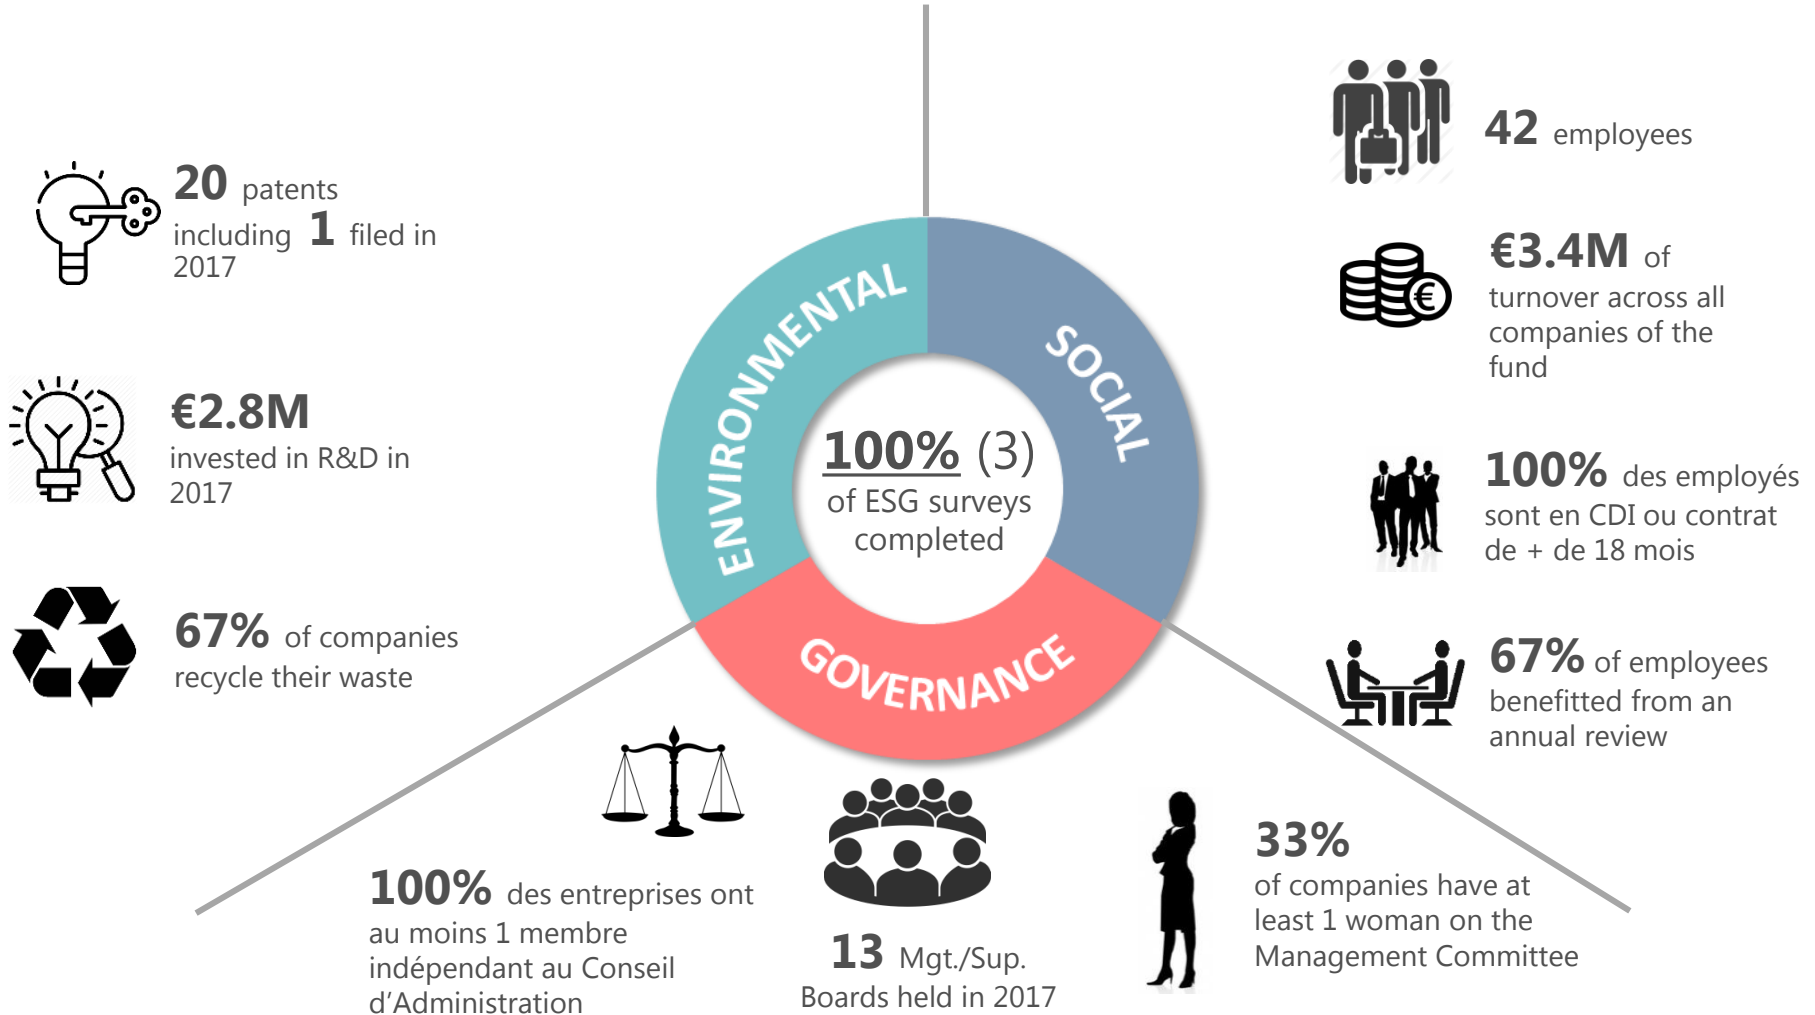 20 patents
including 1 filed in
2017
€2.8M
invested in R&D in
2017
67% of companies
recycle their waste
ENVIRONMENTAL
SOCIAL
GOVERNANCE
100% (3)
of ESG surveys
completed
42 employees
€3.4M of
turnover across all
companies of the
fund
100% des employés
sont en CDI ou contrat
de + de 18 mois
67% of employees
benefitted from an
annual review
100% des entreprises ont
au moins 1 membre
indépendant au Conseil
d'Administration
13 Mgt./Sup.
Boards held in 2017
33%
of companies have at
least 1 woman on the
Management Committee